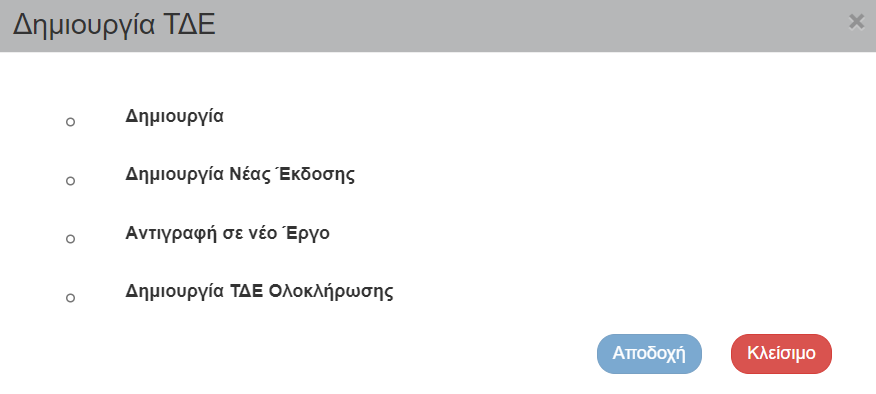 Δημιουργία ΤΔΕ
Δημιουργία
Δημιουργία Νέας Έκδοσης
Αντιγραφή σε νέο Έργο
Δημιουργία ΤΔΕ Ολοκλήρωσης
Αποδοχή Κλείσιμο